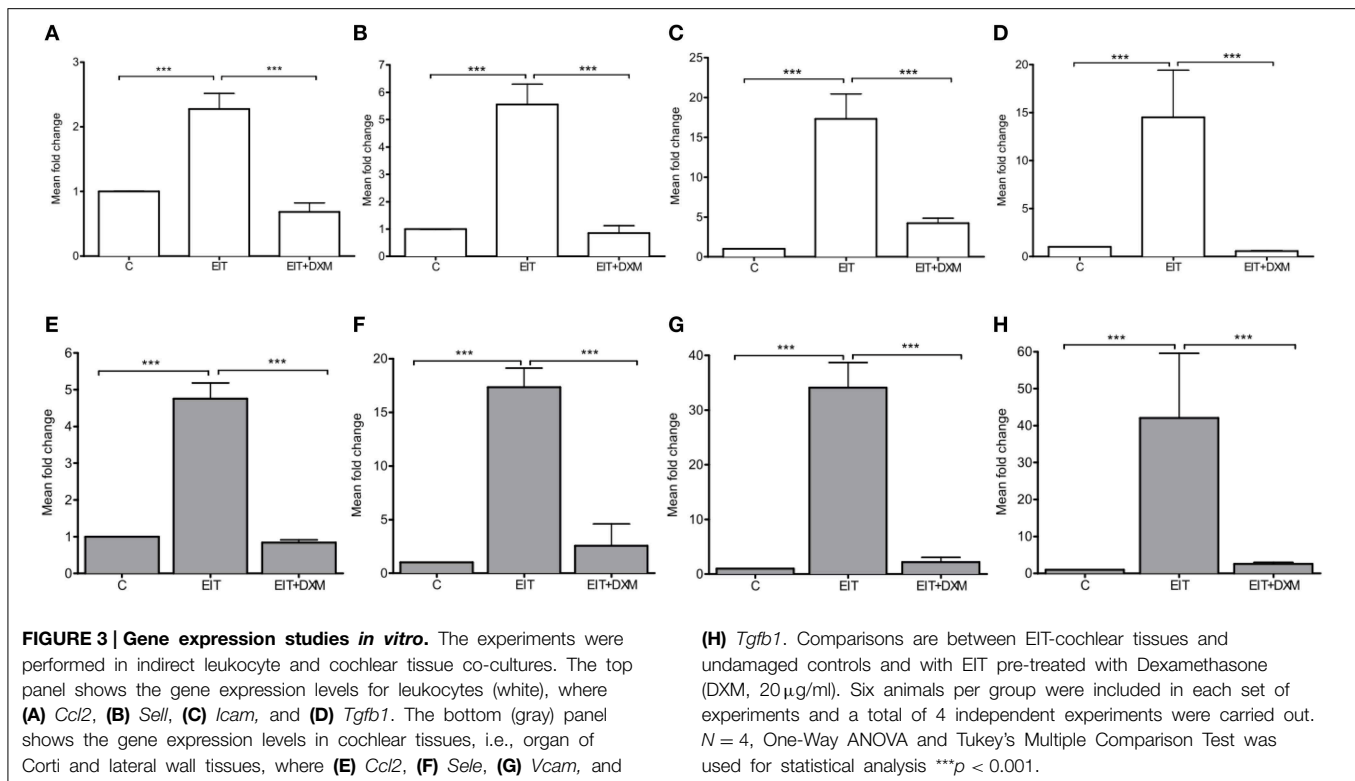 A
3
2
1
0
Mean fold change
***
***
C
EIT
EIT+DXM
B
7
6
5
4
3
2
1
0
Mean fold change
***
***
C
EIT
EIT+DXM
C
25
20
15
10
5
0
Mean fold change
***
***
C
EIT
EIT+DXM
D
20
15
10
5
0
Mean fold change
***
***
C
EIT
EIT+DXM
E
6
5
4
3
2
1
0
Mean fold change
***
***
C
EIT
EIT+DXM
F
20
15
10
5
0
Mean fold change
***
***
C
EIT
EIT+DXM
G
40
30
20
10
0
Mean fold change
***
***
C
EIT
EIT+DXM
H
60
50
40
30
20
10
0
Mean fold change
***
***
C
EIT
EIT+DXM
FIGURE 3 | Gene expression studies in vitro. The experiments were
performed in indirect leukocyte and cochlear tissue co-cultures. The top
panel shows the gene expression levels for leukocytes (white), where
(A) Ccl2, (B) Sell, (C) Icam, and (D) Tgfb1. The bottom (gray) panel
shows the gene expression levels in cochlear tissues, i.e., organ of
Corti and lateral wall tissues, where (E) Ccl2, (F) Sele, (G) Vcam, and
(H) Tgfb1. Comparisons are between EIT-cochlear tissues and
undamaged controls and with EIT pre-treated with Dexamethasone
(DXM, 20 µg/ml). Six animals per group were included in each set of
experiments and a total of 4 independent experiments were carried out.
N = 4, One-Way ANOVA and Tukey's Multiple Comparison Test was
used for statistical analysis ***p < 0.001.